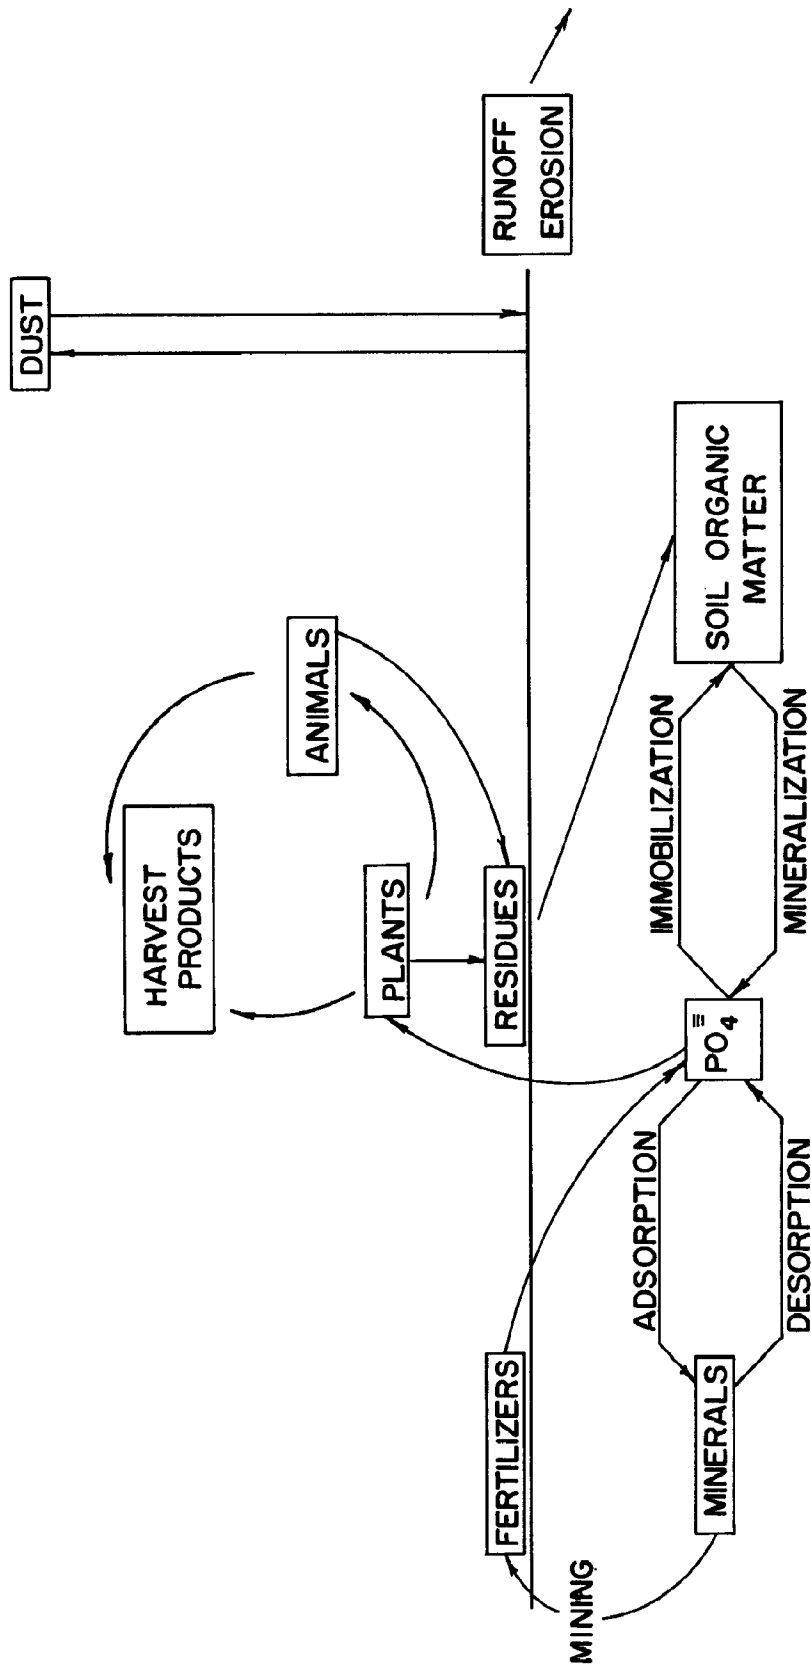 DUST
HARVEST
PRODUCTS
ANIMALS
PLANTS
RESIDUES
FERTILIZERS
RUNOFF
EROSION
MINING
ADSORPTION
IMMOBILIZATION
MINERALS
PO₄≡
SOIL ORGANIC
MATTER
DESORPTION
MINERALIZATION